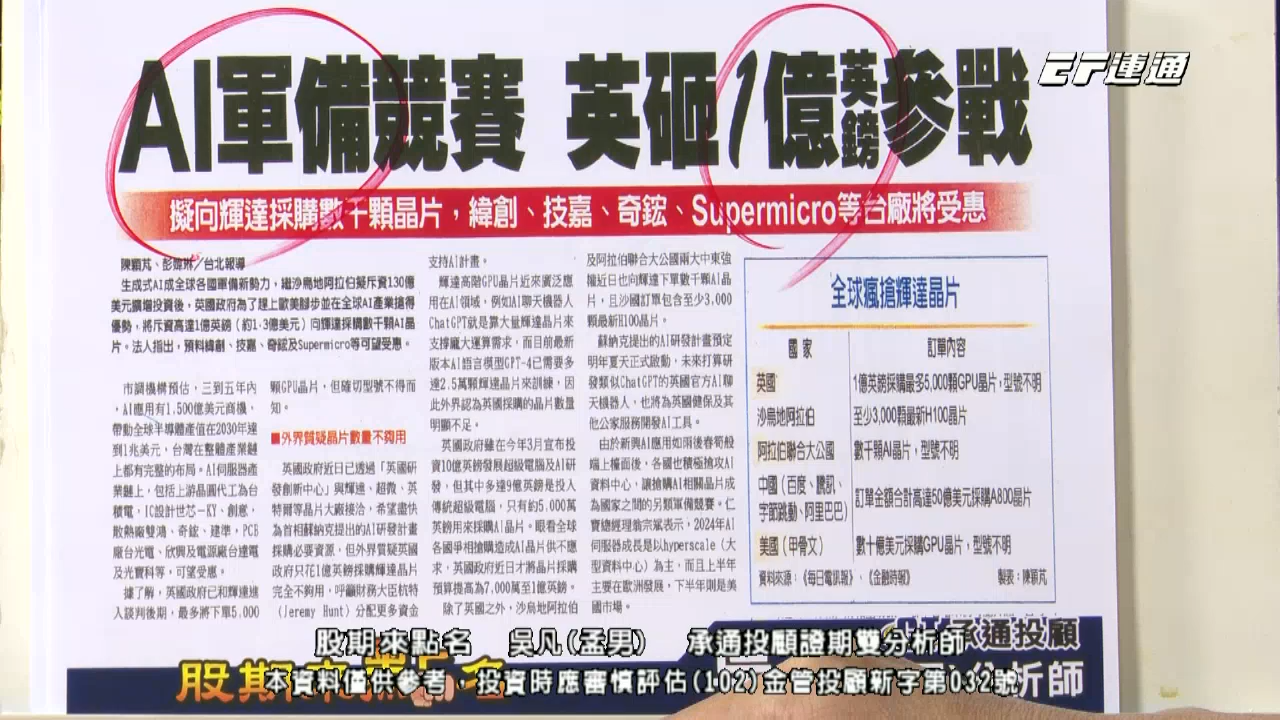 AI軍備競賽 英砸1億英鎊參戰
EF連通
擬向輝達採購數千顆晶片，緯創、技嘉、奇鋐、Supermicro等台廠將受惠
陳穎芃、彭媁琳／台北報導
生成式AI成全球各國軍備新勢力，繼沙烏地阿拉伯擬斥資130億
美元擴增投資後，英國政府為了趕上歐美腳步並在全球AI產業搶得
優勢，將斥資高達1億英鎊（約1.3億美元）向輝達採購數千顆AI晶
片。法人指出，預料緯創、技嘉、奇鋐及Supermicro等可望受惠。
市調機構預估，三到五年內
，AI應用有1,500億美元商機，
帶動全球半導體產值在2030年達
到1兆美元，台灣在整體產業鏈
上都有完整的布局。AI伺服器產
業鏈上，包括上游晶圓代工為台
積電，IC設計世芯－KY、創意，
散熱廠雙鴻、奇鋐、建準，PCB
廠台光電、欣興及電源廠台達電
及光寶科等，可望受惠。
據了解，英國政府已和輝達進
入談判後期，最多將下單5,000
顆GPU晶片，但確切型號不得而
知。
■外界質疑晶片數量不夠用
英國政府近日已透過「英國研
發創新中心」與輝達、超微、英
特爾等晶片大廠接洽，希望盡快
為首相蘇納克提出的AI研發計畫
採購必要資源，但外界質疑英國
政府只花1億英鎊採購輝達晶片
完全不夠用，呼籲財務大臣杭特
(Jeremy Hunt) 分配更多資金
支持AI計畫。
輝達高階GPU晶片近來廣泛應
用在AI領域，例如AI聊天機器人
ChatGPT就是靠大量輝達晶片來
支撐龐大運算需求，而目前最新
版本AI語言模型GPT-4已需要多
達2.5萬顆輝達晶片來訓練，因
此外界認為英國採購的晶片數量
明顯不足。
英國政府雖在今年3月宣布投
資10億英鎊發展超級電腦及AI研
發，但其中多達9億英鎊是投入
傳統超級電腦，只有約5,000萬
英鎊用來採購AI晶片。眼看全球
各國爭相搶購造成AI晶片供不應
求，英國政府近日才將晶片採購
預算提高為7,000萬至1億英鎊。
除了英國之外，沙烏地阿拉伯
及阿拉伯聯合大公國兩大中東強
權近日也向輝達下單數千顆AI晶
片，且沙國訂單包含至少3,000
顆最新H100晶片。
蘇納克提出的AI研發計畫預定
明年夏天正式啟動，未來打算研
發類似ChatGPT的英國官方AI聊
天機器人，也將為英國健保及其
他公家服務開發AI工具。
由於新興AI應用如雨後春筍般
端上檯面後，各國也積極搶攻AI
資料中心，讓搶購AI相關晶片成
為國家之間的另類軍備競賽。仁
寶總經理翁宗斌表示，2024年AI
伺服器成長是以hyperscale（大
型資料中心）為主，而且上半年
主要在歐洲發展，下半年則是美
國市場。
全球瘋搶輝達晶片
國家 訂單內容
英國 1億英鎊採購最多5,000顆GPU晶片，型號不明
沙烏地阿拉伯 至少3,000顆最新H100晶片
阿拉伯聯合大公國 數千顆AI晶片，型號不明
中國（百度、騰訊、字節跳動、阿里巴巴） 訂單金額合計高達50億美元採購A800晶片
美國（甲骨文） 數十億美元採購GPU晶片，型號不明
資料來源：《每日電訊報》、《金融時報》 製表：陳穎芃
承通投顧
股期來點名 吳凡(孟男) 承通投顧證期雙分析師
股期來點名
分析師
本資料僅供參考，投資時應審慎評估(102)金管投顧新字第032號